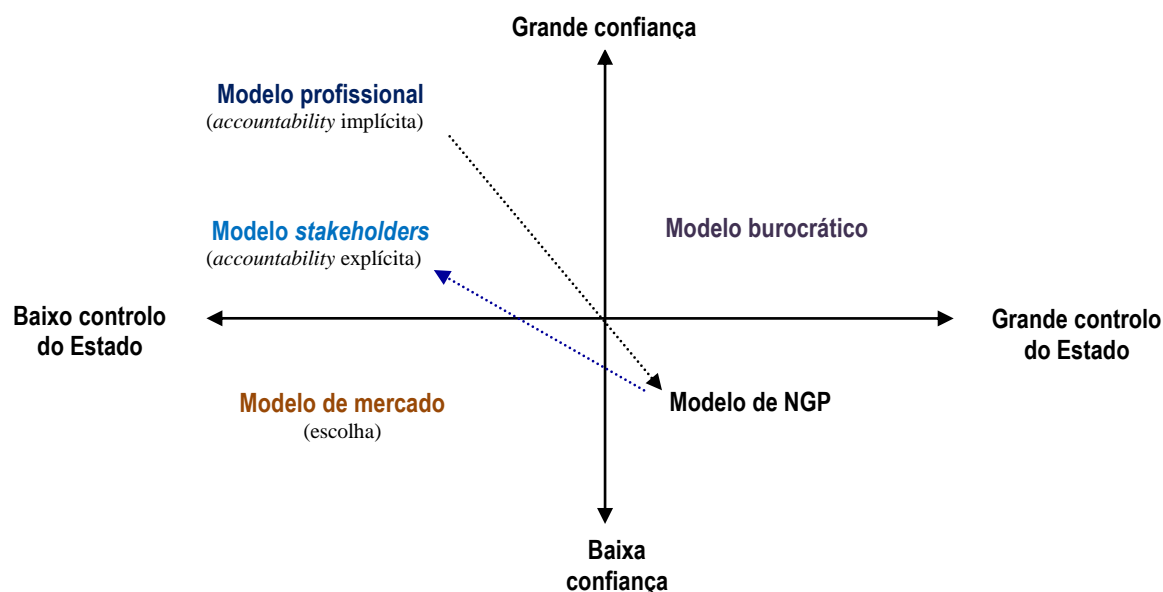 Grande confiança
Modelo profissional
(accountability implícita)
Modelo stakeholders
(accountability explícita)
Modelo burocrático
Baixo controlo
do Estado
Grande controlo
do Estado
Modelo de mercado
(escolha)
Modelo de NGP
Baixa
confiança